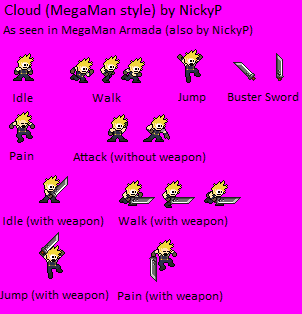 Cloud (MegaMan style) by NickyP
As seen in MegaMan Armada (also by NickyP)
Idle
Walk
Jump
Buster Sword
Pain
Attack (without weapon)
Idle (with weapon)
Walk (with weapon)
Jump (with weapon)
Pain (with weapon)